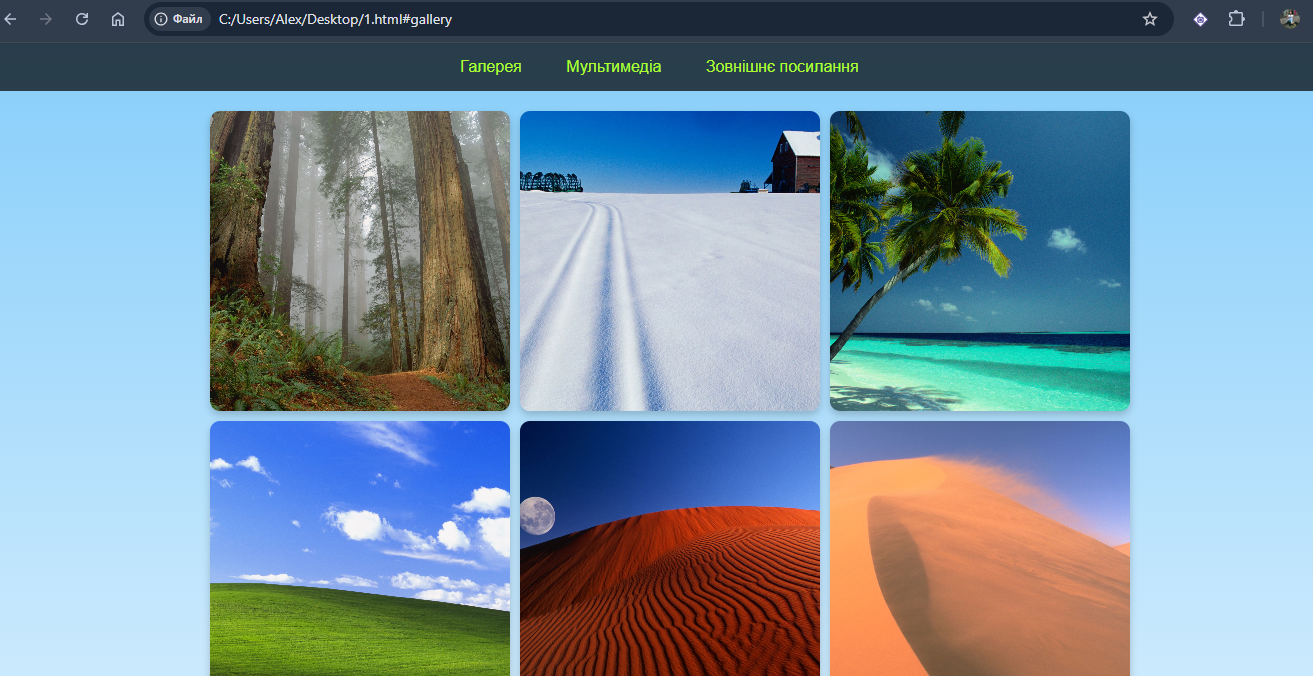 Файл C:/Users/Alex/Desktop/1.html#gallery
Галерея Мультимедіа Зовнішнє посилання